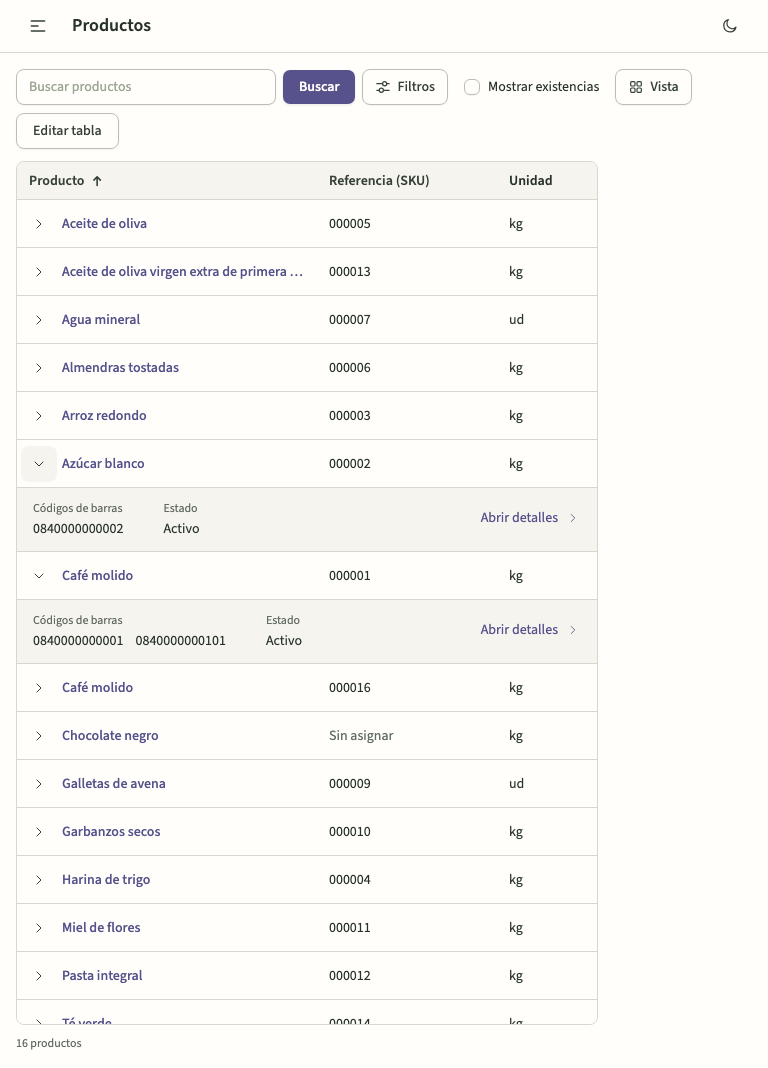 Productos
Buscar productos
Buscar
Filtros
Mostrar existencias
Vista
Editar tabla
Producto Referencia (SKU) Unidad
Aceite de oliva 000005 kg
Aceite de oliva virgen extra de primera … 000013 kg
Agua mineral 000007 ud
Almendras tostadas 000006 kg
Arroz redondo 000003 kg
Azúcar blanco 000002 kg
Códigos de barras Estado
0840000000002 Activo
Abrir detalles
Café molido 000001 kg
Códigos de barras Estado
0840000000001 0840000000101 Activo
Abrir detalles
Café molido 000016 kg
Chocolate negro Sin asignar kg
Galletas de avena 000009 ud
Garbanzos secos 000010 kg
Harina de trigo 000004 kg
Miel de flores 000011 kg
Pasta integral 000012 kg
Té verde 000014 kg
16 productos